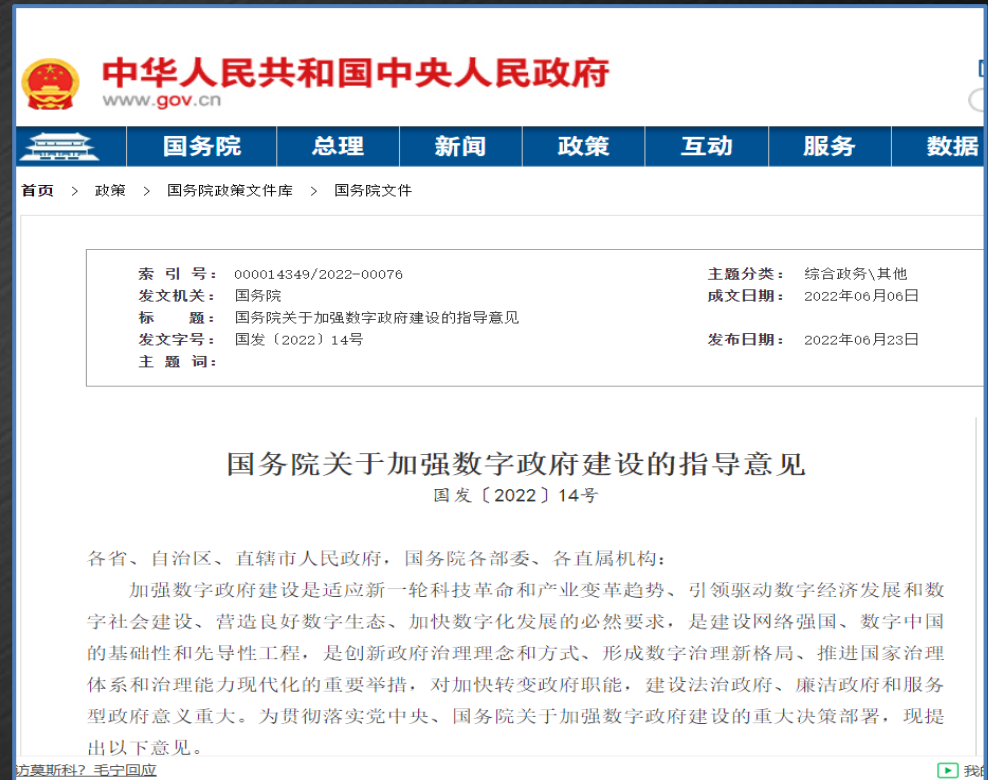 中华人民共和国中央人民政府
www.gov.cn
国务院 总理 新闻 政策 互动 服务 数据
首页 > 政策 > 国务院政策文件库 > 国务院文件
索 引 号： 000014349/2022-00076 主题分类： 综合政务\其他
发文机关： 国务院 成文日期： 2022年06月06日
标 题： 国务院关于加强数字政府建设的指导意见
发文字号： 国发〔2022〕14号 发布日期： 2022年06月23日
主 题 词：
国务院关于加强数字政府建设的指导意见
国发〔2022〕14号
各省、自治区、直辖市人民政府，国务院各部委、各直属机构：
加强数字政府建设是适应新一轮科技革命和产业变革趋势、引领驱动数字经济发展和数
字社会建设、营造良好数字生态、加快数字化发展的必然要求，是建设网络强国、数字中国
的基础性和先导性工程，是创新政府治理理念和方式、形成数字治理新格局、推进国家治理
体系和治理能力现代化的重要举措，对加快转变政府职能，建设法治政府、廉洁政府和服务
型政府意义重大。为贯彻落实党中央、国务院关于加强数字政府建设的重大决策部署，现提
出以下意见。
访莫斯科？毛宁回应 我的